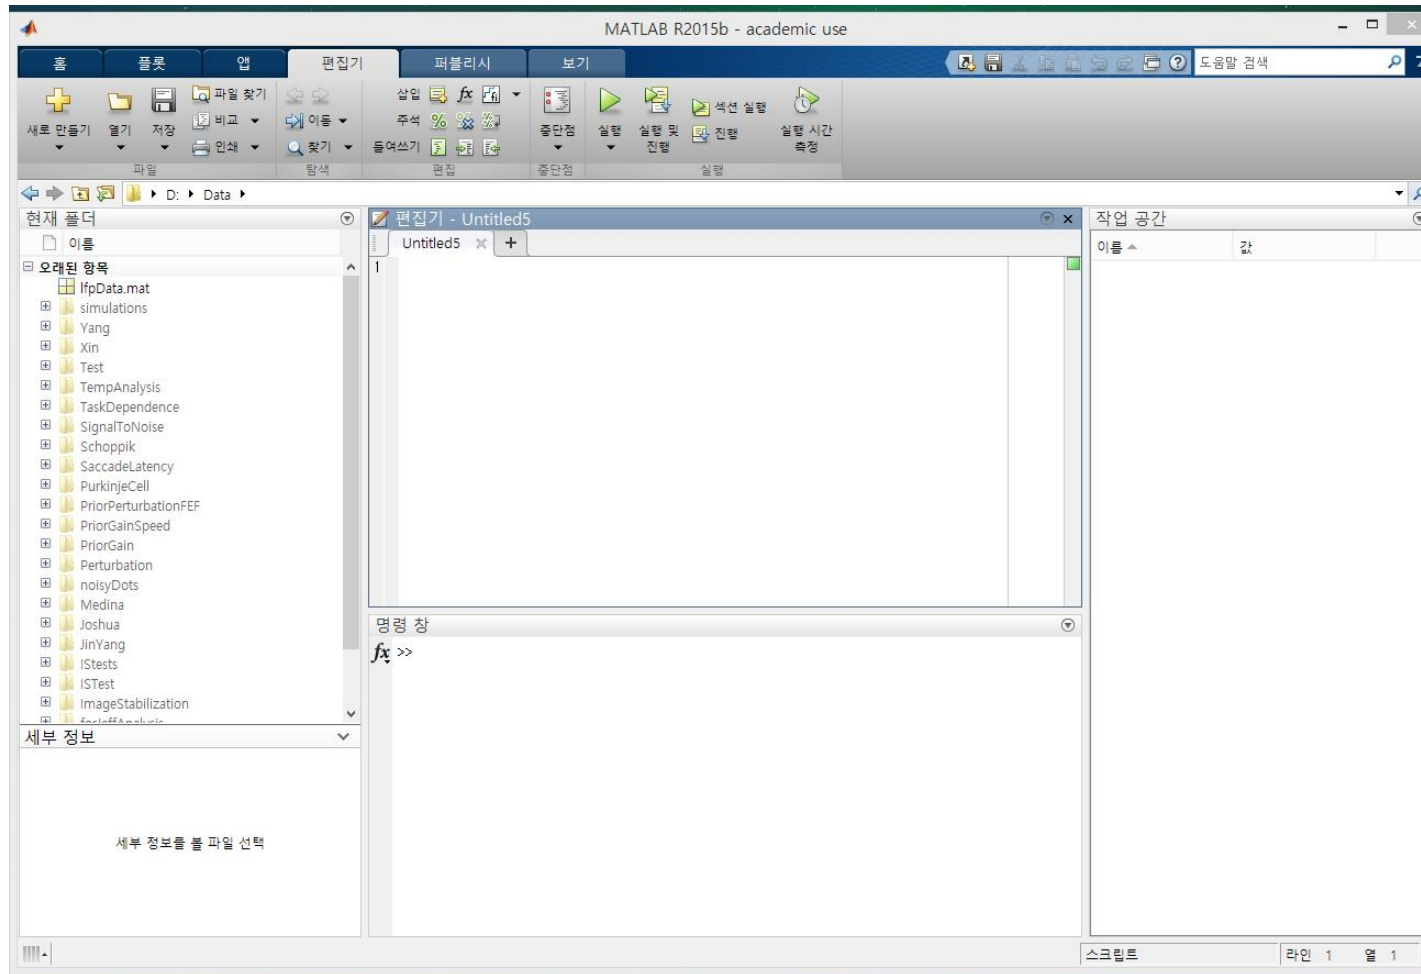 MATLAB R2015b - academic use
홈 플롯 앱 편집기 퍼블리시 보기 도움말 검색
새로 만들기 열기 저장 파일 찾기 비교 인쇄 이동 찾기 삽입 fx 주석 들여쓰기 중단점 실행 실행 및 진행 섹션 실행 진행 실행 시간 측정
파일 탐색 편집 중단점 실행
D: Data
현재 폴더
이름
오래된 항목
lfpData.mat
simulations
Yang
Xin
Test
TempAnalysis
TaskDependence
SignalToNoise
Schoppik
SaccadeLatency
PurkinjeCell
PriorPerturbationFEF
PriorGainSpeed
PriorGain
Perturbation
noisyDots
Medina
Joshua
JinYang
IStests
ISTest
ImageStabilization
세부 정보
세부 정보를 볼 파일 선택
편집기 - Untitled5
Untitled5
1
명령 창
fx >>
작업 공간
이름 값
스크립트 라인 1 열 1